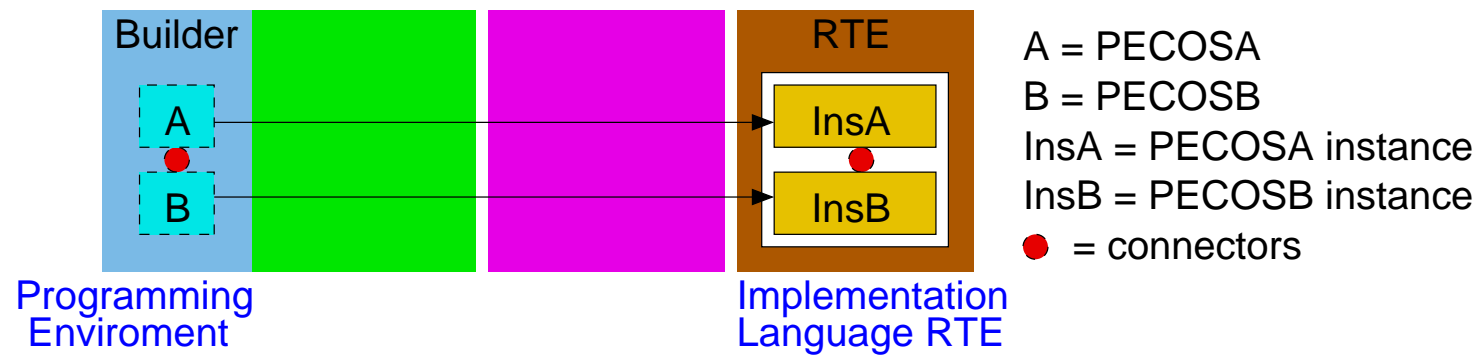 Builder
A
B
Programming
Enviroment
RTE
InsA
InsB
Implementation
Language RTE
A = PECOSA
B = PECOSB
InsA = PECOSA instance
InsB = PECOSB instance
= connectors